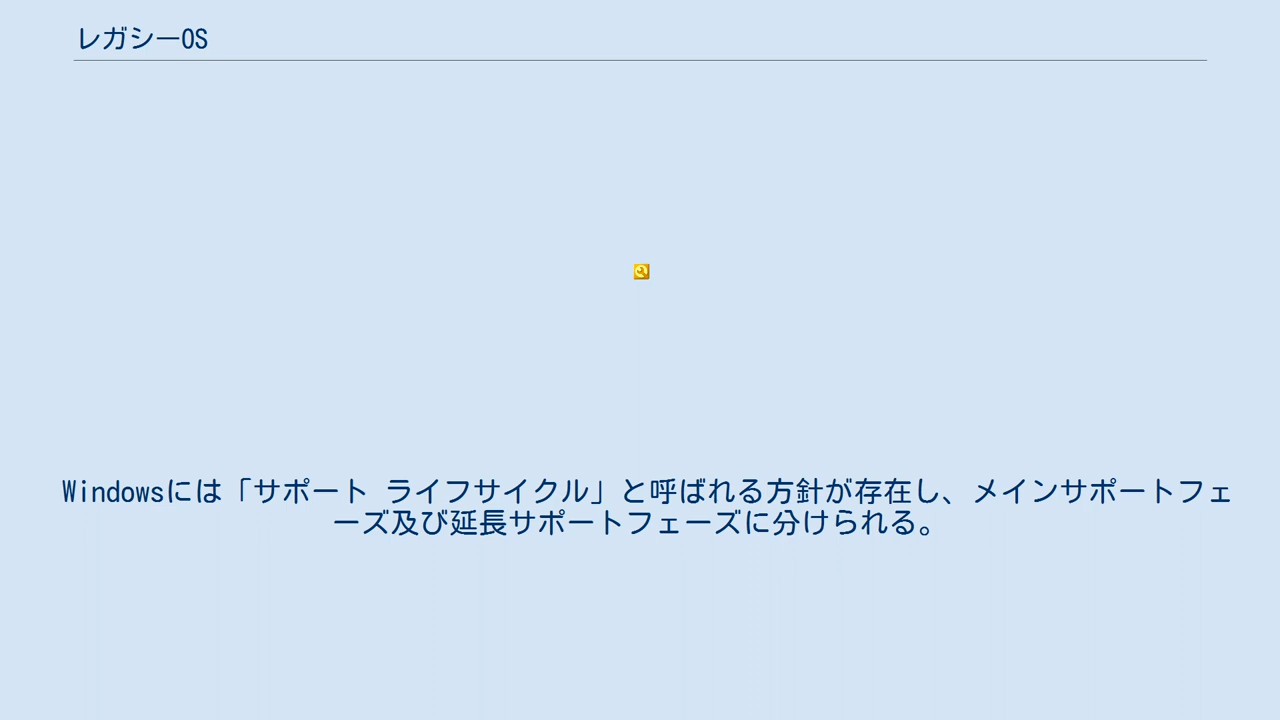 レガシーOS
Windowsには「サポート ライフサイクル」と呼ばれる方針が存在し、メインサポートフェ
ーズ及び延長サポートフェーズに分けられる。